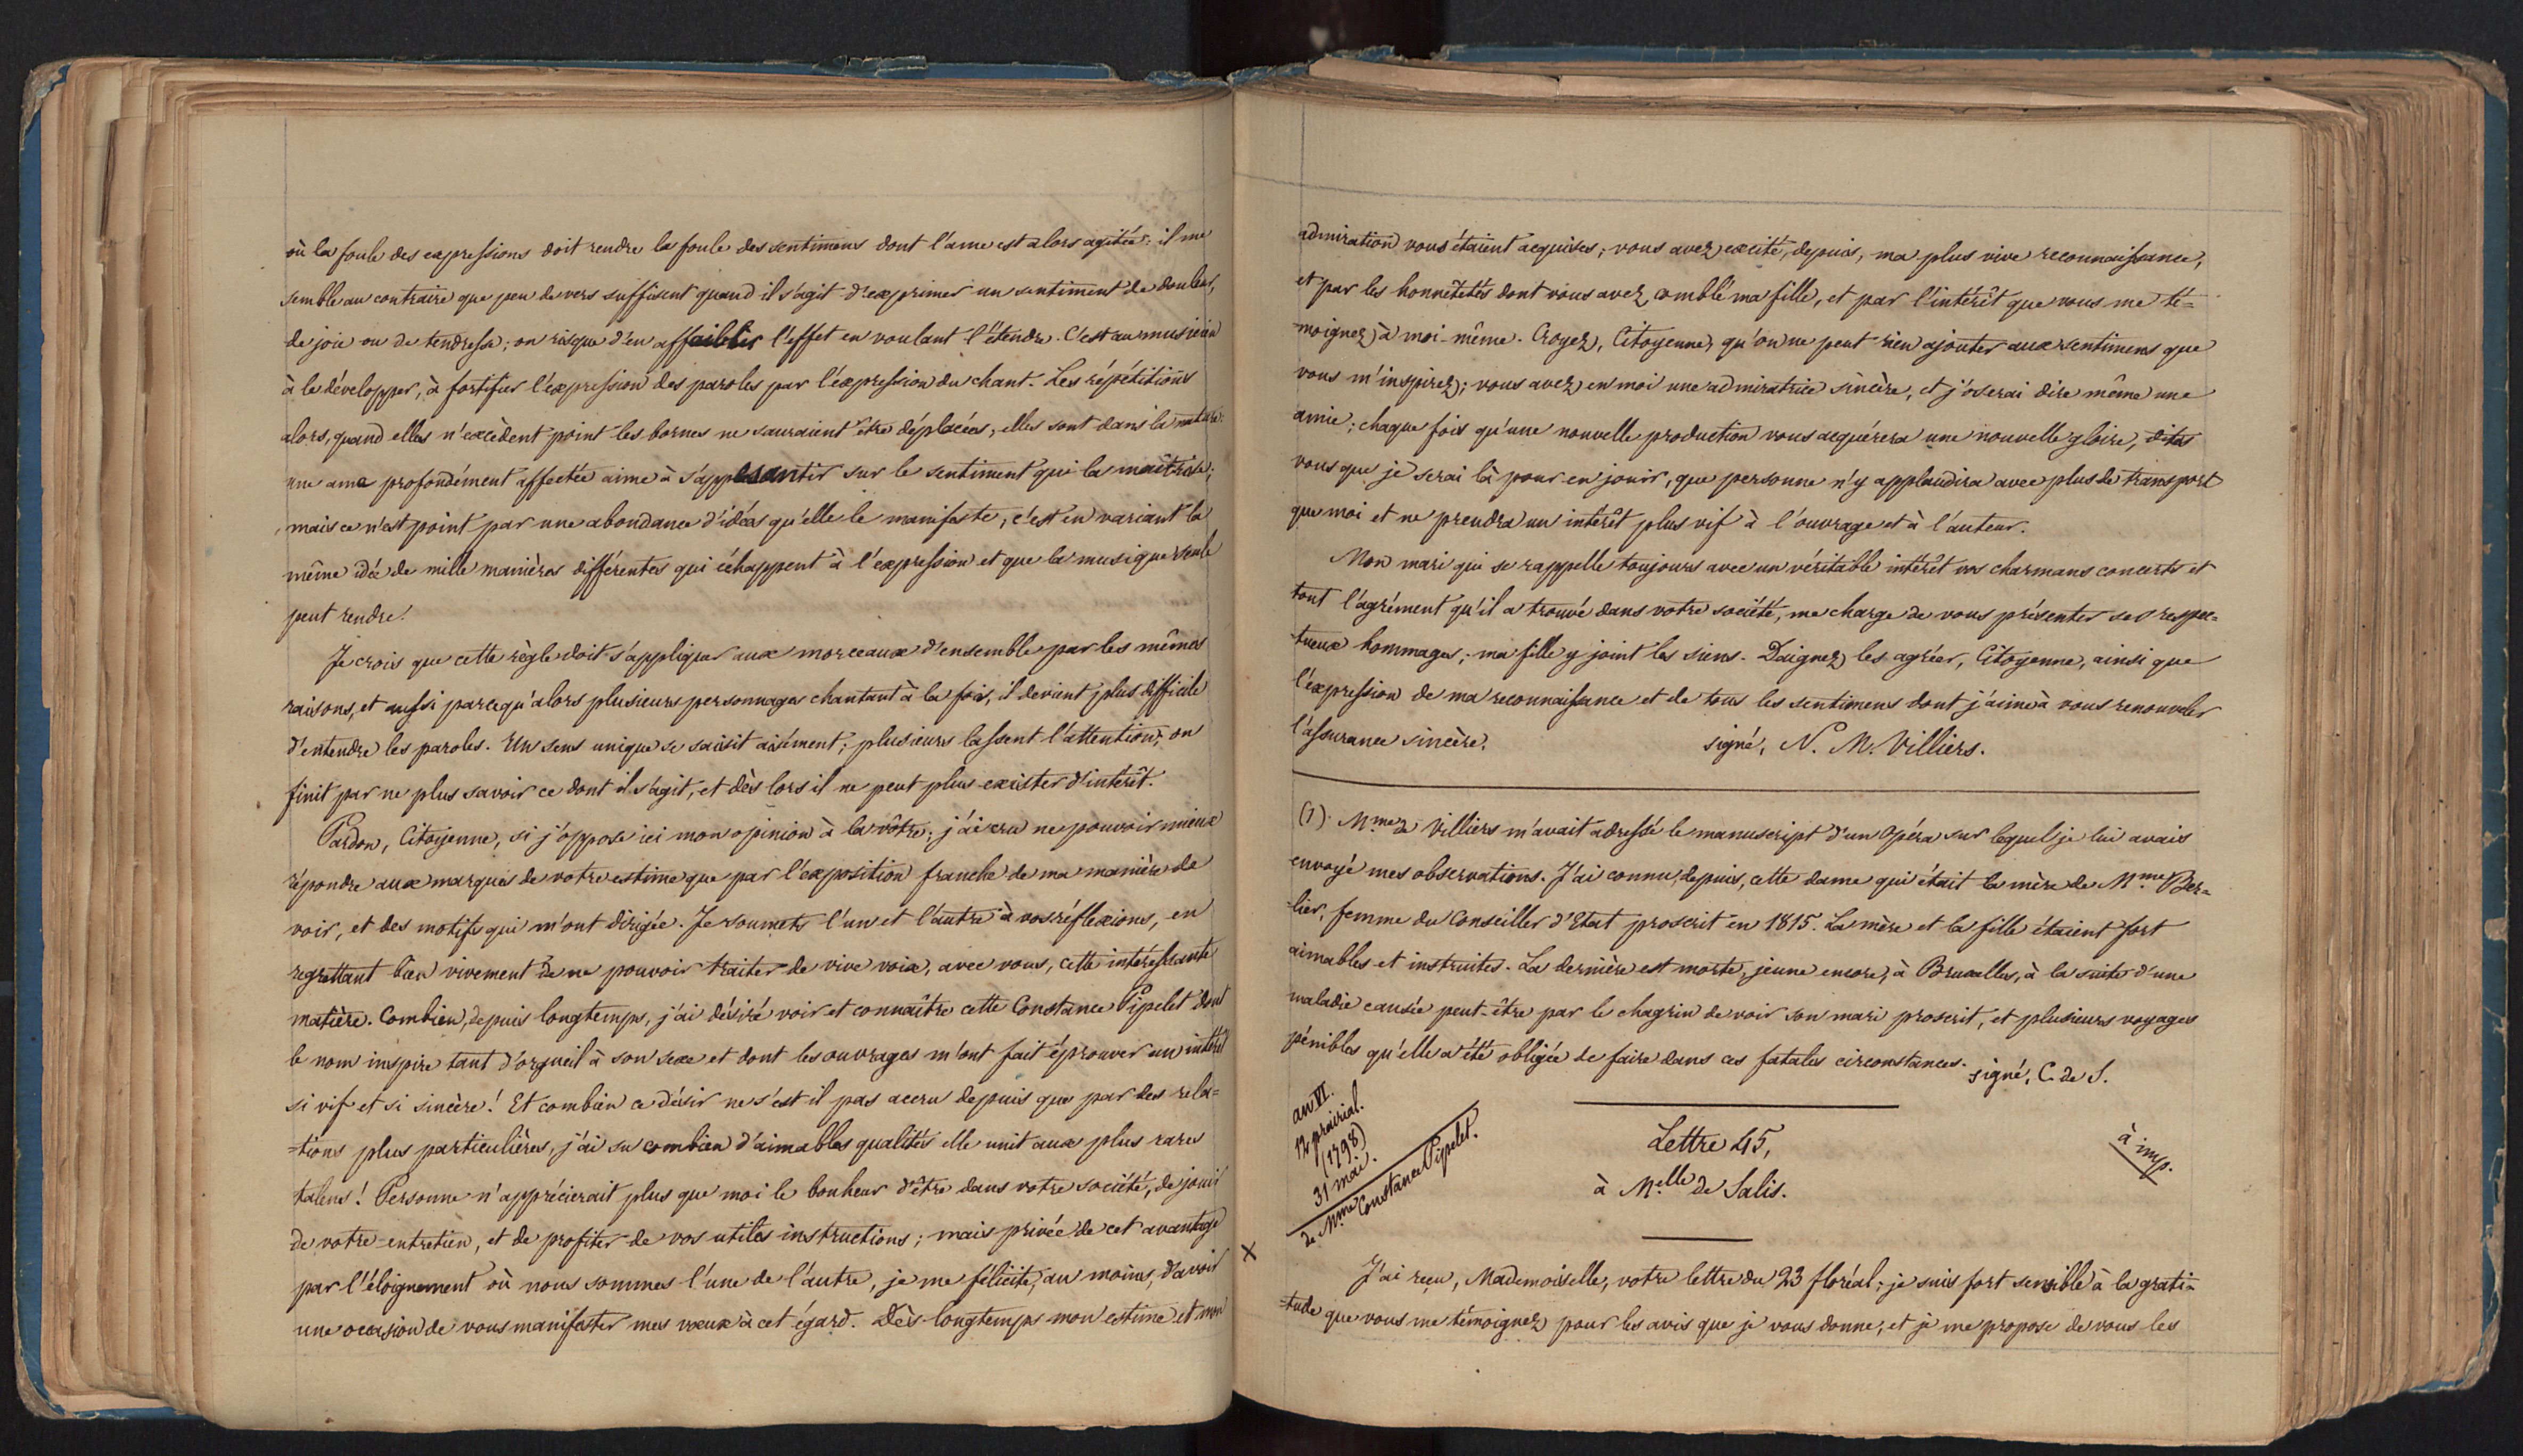 où la foule des expressions doit rendre la foule des sentimens dont l'ame est alors agitée: il me
semble au contraire que peu de vers suffisent quand il s'agit d'exprimer un sentiment de douleur,
de joie ou de tendresse; on risque d'en affaiblir l'effet en voulant l'étendre. C'est au musicien
à le développer, à fortifier l'expression des paroles par l'expression du chant. Les répétitions
alors, quand elles n'excèdent point les bornes ne sauraient être déplacées; elles sont dans la nature:
une ame profondément affectée aime à s'appesantir sur le sentiment qui la maîtrise;
mais ce n'est point par une abondance d'idées qu'elle le manifeste, c'est en variant la
même idée de mille manières différentes qui échappent à l'expression et que la musique seule
peut rendre.
Je crois que cette règle doit s'appliquer aux morceaux d'ensemble par les mêmes
raisons, et aussi parcequ'alors plusieurs personnages chantant à la fois, il devient plus difficile
d'entendre les paroles. Un sens unique se saisit aisément; plusieurs lassent l'attention; on
finit par ne plus savoir ce dont il s'agit, et dès lors il ne peut plus exister d'intérêt.
Pardon, Citoyenne, si j'oppose ici mon opinion à la vôtre; j'ai cru ne pouvoir mieux
répondre aux marques de votre estime que par l'exposition franche de ma manière de
voir, et des motifs qui m'ont dirigée. Je soumets l'un et l'autre à vos réflexions, en
regrettant bien vivement de ne pouvoir traiter de vive voix, avec vous, cette intéressante
matière. Combien, depuis longtemps, j'ai désiré voir et connaître cette Constance Pipelet dont
le nom inspire tant d'orgueil à son sexe et dont les ouvrages m'ont fait éprouver un intérêt
si vif et si sincère! Et combien ce désir ne s'est il pas accru depuis que par des rela=
=tions plus particulières, j'ai su combien d'aimables qualités elle unit aux plus rares
talens! Personne n'apprécierait plus que moi le bonheur d'être dans votre société, de jouir
de votre entretien, et de profiter de vos utiles instructions; mais privée de cet avantage
par l'éloignement où nous sommes l'une de l'autre, je me félicite, au moins, d'avoir
une occasion de vous manifester mes vœux à cet égard. Dès longtemps mon estime et mon
admiration vous étaient acquises; vous avez excité, depuis, ma plus vive reconnaissance,
et par les honnêtetés dont vous avez comblé ma fille, et par l'intérêt que vous me té=
moignez à moi-même. Croyez, Citoyenne, qu'on ne peut rien ajouter aux sentimens que
vous m'inspirez; vous avez en moi une admiratrice sincère, et j'oserai dire même une
amie; chaque fois qu'une nouvelle production vous acquérera une nouvelle gloire, dites
vous que je serai là pour en jouir, que personne n'y applaudira avec plus de transport
que moi et ne prendra un intérêt plus vif à l'ouvrage et à l'auteur.
Mon mari qui se rappelle toujours avec un véritable intérêt vos charmans concerts et
tout l'agrément qu'il a trouvé dans votre société, me charge de vous présenter ses respec=
tueux hommages; ma fille y joint les siens. Daignez les agréer, Citoyenne, ainsi que
l'expression de ma reconnaissance et de tous les sentimens dont j'aime à vous renouveler
l'assurance sincère. signé, N. M. Villiers.
(1). Mme de Villiers m'avait adressé le manuscript d'un Opéra sur lequel je lui avais
envoyé mes observations. J'ai connu, depuis, cette dame qui était la mère de Mme Ber=
lier, femme du Conseiller d'Etat proscrit en 1815. La mère et la fille étaient fort
aimables et instruites. La dernière est morte, jeune encore, à Bruxelles, à la suite d'une
maladie causée peut-être par le chagrin de voir son mari proscrit, et plusieurs voyages
pénibles qu'elle a été obligée de faire dans ces fatales circonstances. signé, C. de S.
an VI.
12 prairial.
(1798)
31 mai.
de Mme Constance Pipelet.
Lettre 45,
à Melle de Salis.
à imp.
X
J'ai reçu, Mademoiselle, votre lettre du 23 floréal; je suis fort sensible à la grati=
=tude que vous me témoignez pour les avis que je vous donne, et je me propose de vous les